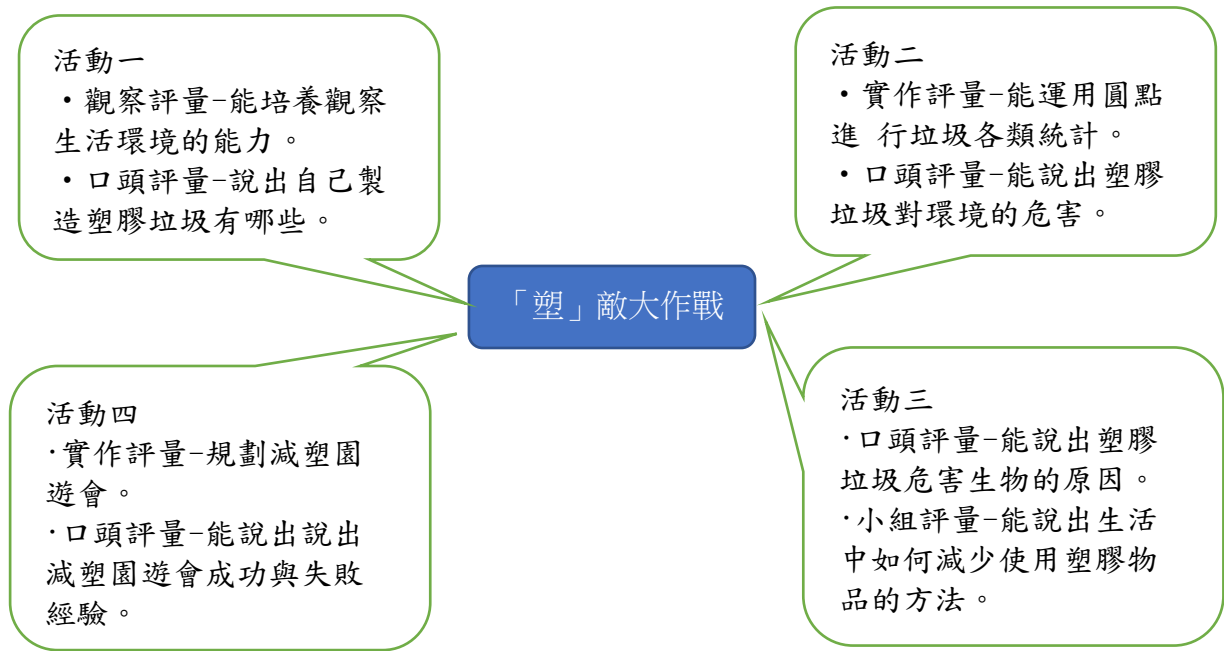 活動一
•觀察評量-能培養觀察
生活環境的能力。
•口頭評量-說出自己製
造塑膠垃圾有哪些。
活動二
•實作評量-能運用圓點
進 行垃圾各類統計。
•口頭評量-能說出塑膠
垃圾對環境的危害。
「塑」敵大作戰
活動三
·口頭評量-能說出塑膠
垃圾危害生物的原因。
·小組評量-能說出生活
中如何減少使用塑膠物
品的方法。
活動四
·實作評量-規劃減塑園
遊會。
·口頭評量-能說出說出
減塑園遊會成功與失敗
經驗。